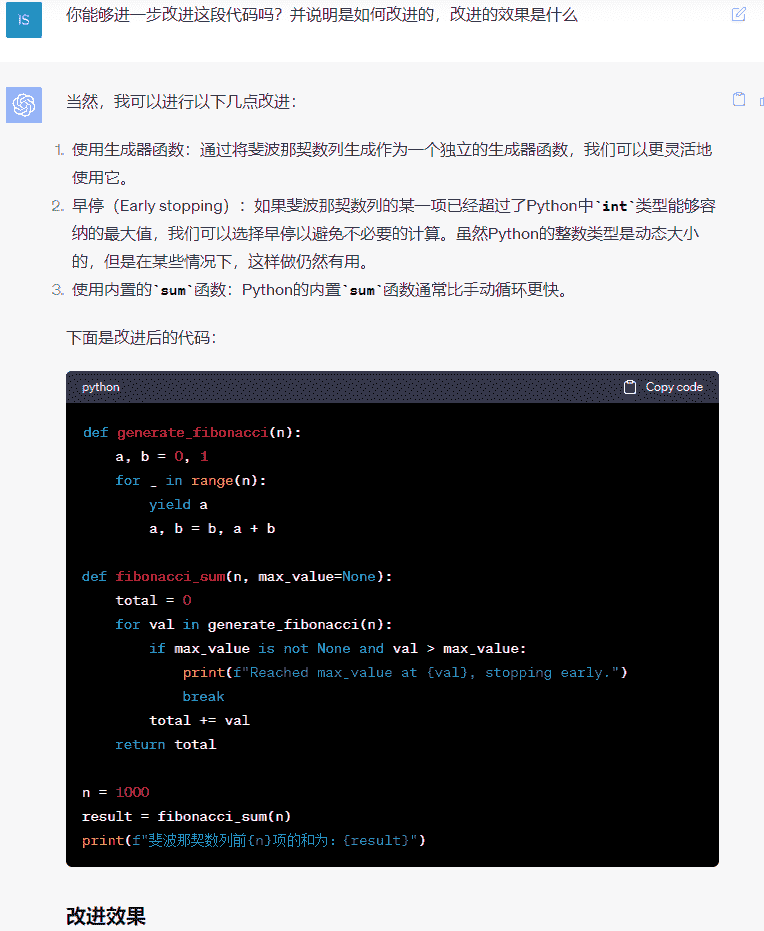 IS
你能够进一步改进这段代码吗？并说明是如何改进的，改进的效果是什么
当然，我可以进行以下几点改进：
1. 使用生成器函数：通过将斐波那契数列生成作为一个独立的生成器函数，我们可以更灵活地
使用它。
2. 早停（Early stopping）：如果斐波那契数列的某一项已经超过了Python中`int`类型能够容
纳的最大值，我们可以选择早停以避免不必要的计算。虽然Python的整数类型是动态大小
的，但是在某些情况下，这样做仍然有用。
3. 使用内置的`sum`函数：Python的内置`sum`函数通常比手动循环更快。
下面是改进后的代码：
python Copy code
def generate_fibonacci(n):
    a, b = 0, 1
    for _ in range(n):
        yield a
        a, b = b, a + b
def fibonacci_sum(n, max_value=None):
    total = 0
    for val in generate_fibonacci(n):
        if max_value is not None and val > max_value:
            print(f"Reached max_value at {val}, stopping early.")
            break
        total += val
    return total
n = 1000
result = fibonacci_sum(n)
print(f"斐波那契数列前{n}项的和为：{result}")
改进效果